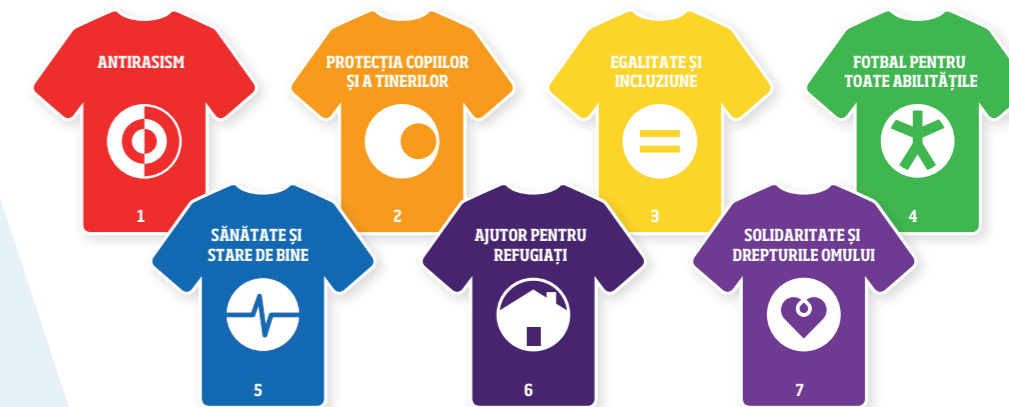 ANTIRASISM
1
PROTECȚIA COPIILOR
ȘI A TINERILOR
2
EGALITATE ȘI
INCLUZIUNE
3
FOTBAL PENTRU
TOATE ABILITĂȚILE
4
SĂNĂTATE ȘI
STARE DE BINE
5
AJUTOR PENTRU
REFUGIAȚI
6
SOLIDARITATE ȘI
DREPTURILE OMULUI
7